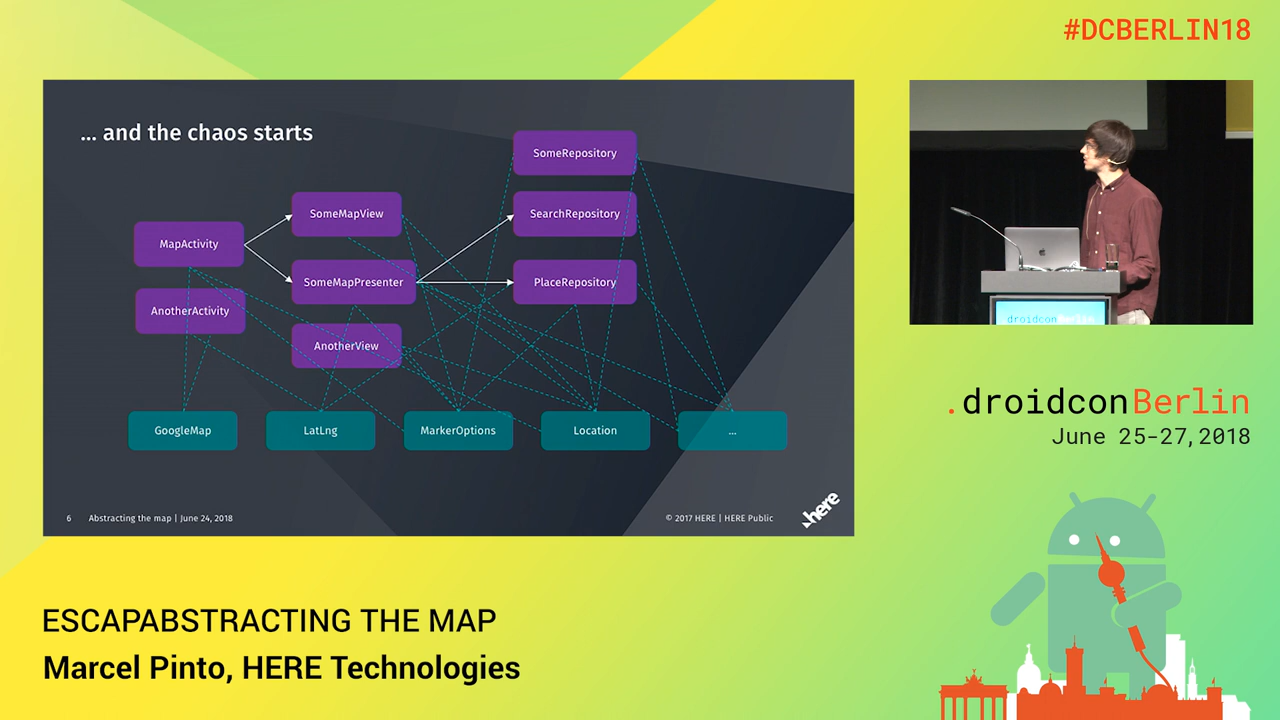 #DCBERLIN18
... and the chaos starts
SomeRepository
SomeMapView
SearchRepository
MapActivity
SomeMapPresenter
PlaceRepository
AnotherActivity
AnotherView
GoogleMap
LatLng
MarkerOptions
Location
...
6 Abstracting the map | June 24, 2018
© 2017 HERE | HERE Public
here
droidcon Berlin
.droidconBerlin
June 25-27, 2018
ESCAPABSTRACTING THE MAP
Marcel Pinto, HERE Technologies